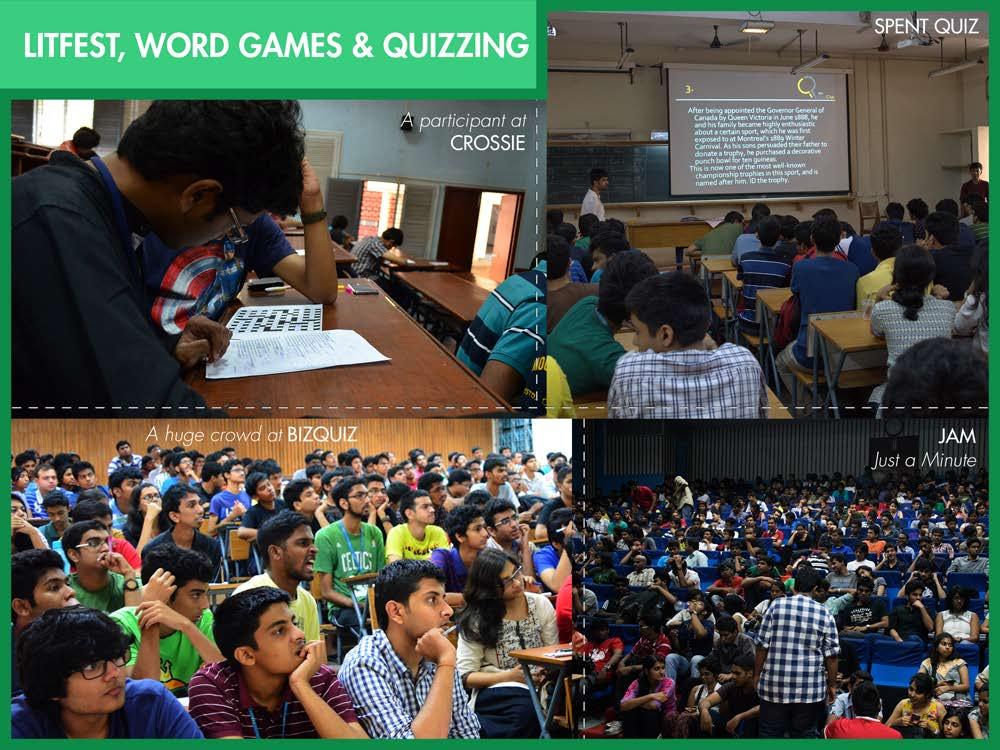 LITFEST, WORD GAMES & QUIZZING
A participant at
CROSSIE
SPENT QUIZ
3.
After being appointed the Governor General of
Canada by Queen Victoria in June 1888, he
and his family became highly enthusiastic
about a certain sport, which he was first
exposed to at Montreal's 1889 Winter
Carnival. As his sons persuaded their father to
donate a trophy, he purchased a decorative
punch bowl for ten guineas.
This is now one of the most well-known
championship trophies in this sport, and is
named after him. ID the trophy.
A huge crowd at BIZQUIZ
CELTICS
JAM
Just a Minute